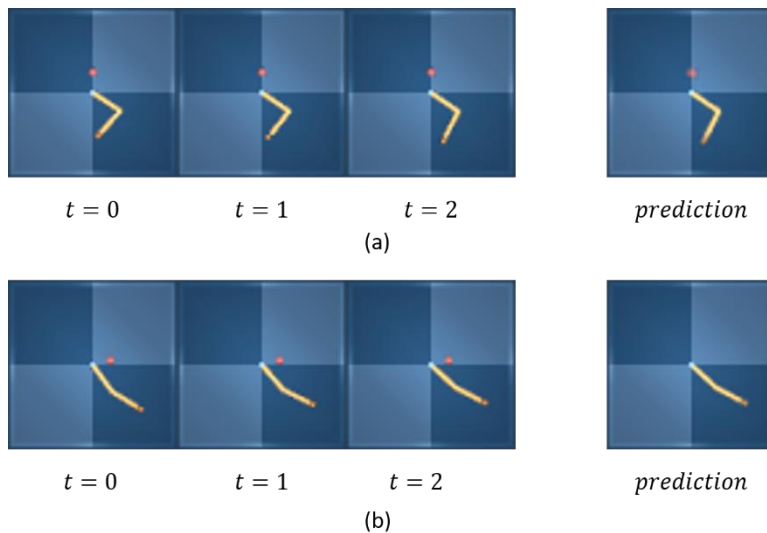 t = 0 t = 1 t = 2 prediction
(a)
t = 0 t = 1 t = 2 prediction
(b)